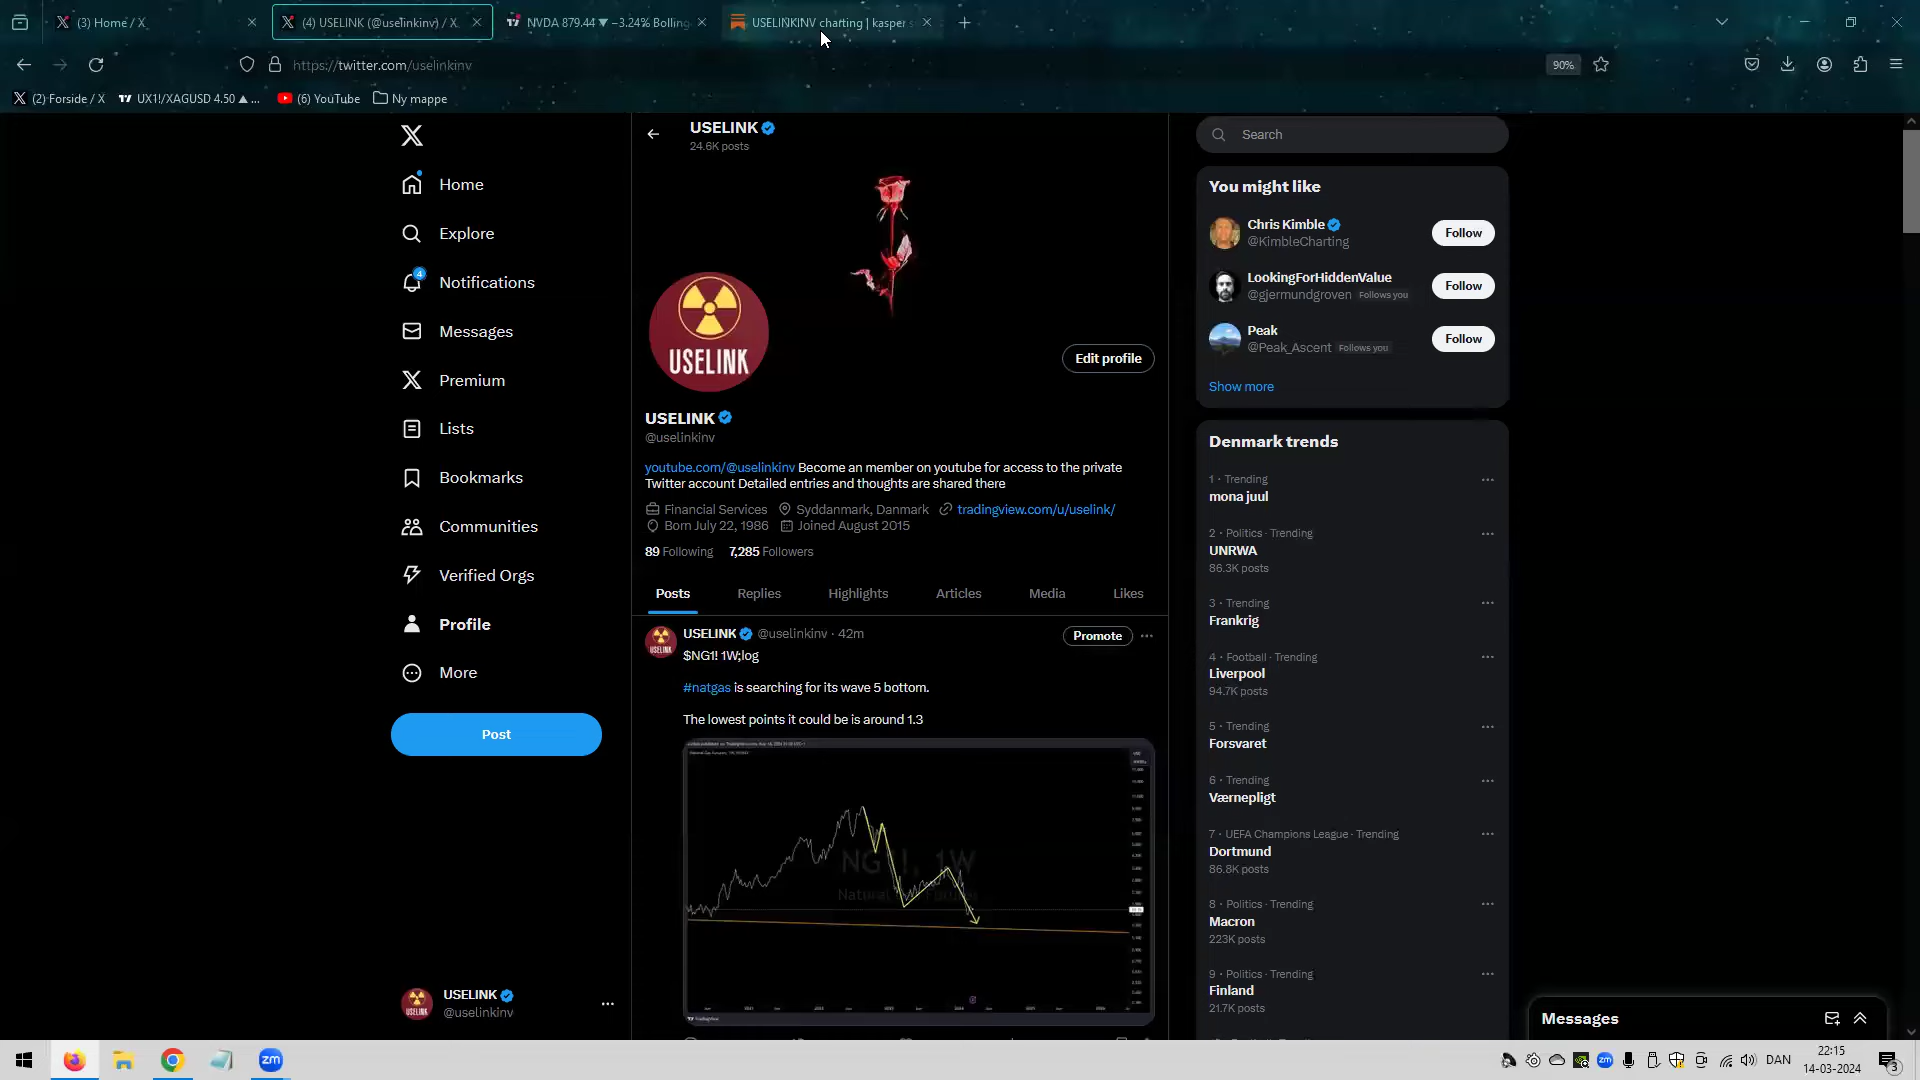 (3) Home / X
(4) USELINK (@uselinkinv) / X
NVDA 879.44 ▼ −3.24% Bolling
USELINKINV charting | kasper
https://twitter.com/uselinkinv
90%
(2) Forside / X
UX1!/XAGUSD 4.50 ▲ ...
(6) YouTube
Ny mappe
USELINK
24.6K posts
Home
Explore
4
Notifications
Messages
Premium
Lists
Bookmarks
Communities
Verified Orgs
Profile
More
Post
USELINK
@uselinkinv
USELINK
Edit profile
USELINK
@uselinkinv
youtube.com/@uselinkinv Become an member on youtube for access to the private
Twitter account Detailed entries and thoughts are shared there
Financial Services Syddanmark, Danmark tradingview.com/u/uselink/
Born July 22, 1986 Joined August 2015
89 Following 7,285 Followers
Posts Replies Highlights Articles Media Likes
USELINK @uselinkinv · 42m
Promote
$NG1! 1W;log
#natgas is searching for its wave 5 bottom.
The lowest points it could be is around 1.3
NG1!, 1W
Search
You might like
Chris Kimble
@KimbleCharting
Follow
LookingForHiddenValue
@gjermundgroven Follows you
Follow
Peak
@Peak_Ascent Follows you
Follow
Show more
Denmark trends
1 · Trending
mona juul
2 · Politics · Trending
UNRWA
86.3K posts
3 · Trending
Frankrig
4 · Football · Trending
Liverpool
94.7K posts
5 · Trending
Forsvaret
6 · Trending
Værnepligt
7 · UEFA Champions League · Trending
Dortmund
86.8K posts
8 · Politics · Trending
Macron
223K posts
9 · Politics · Trending
Finland
21.7K posts
Messages
zm
zm
DAN
22:15
14-03-2024
3